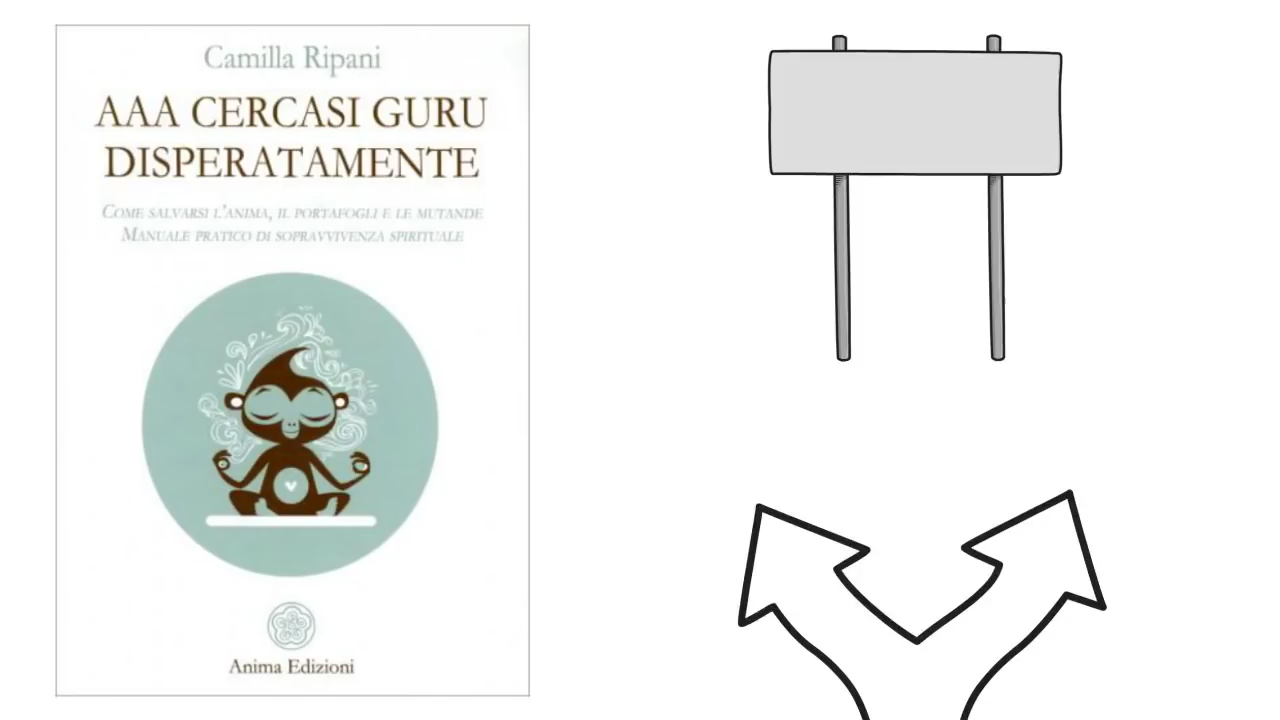 Camilla Ripani
AAA CERCASI GURU
DISPERATAMENTE
COME SALVARSI L'ANIMA, IL PORTAFOGLI E LE MUTANDE
MANUALE PRATICO DI SOPRAVVIVENZA SPIRITUALE
Anima Edizioni